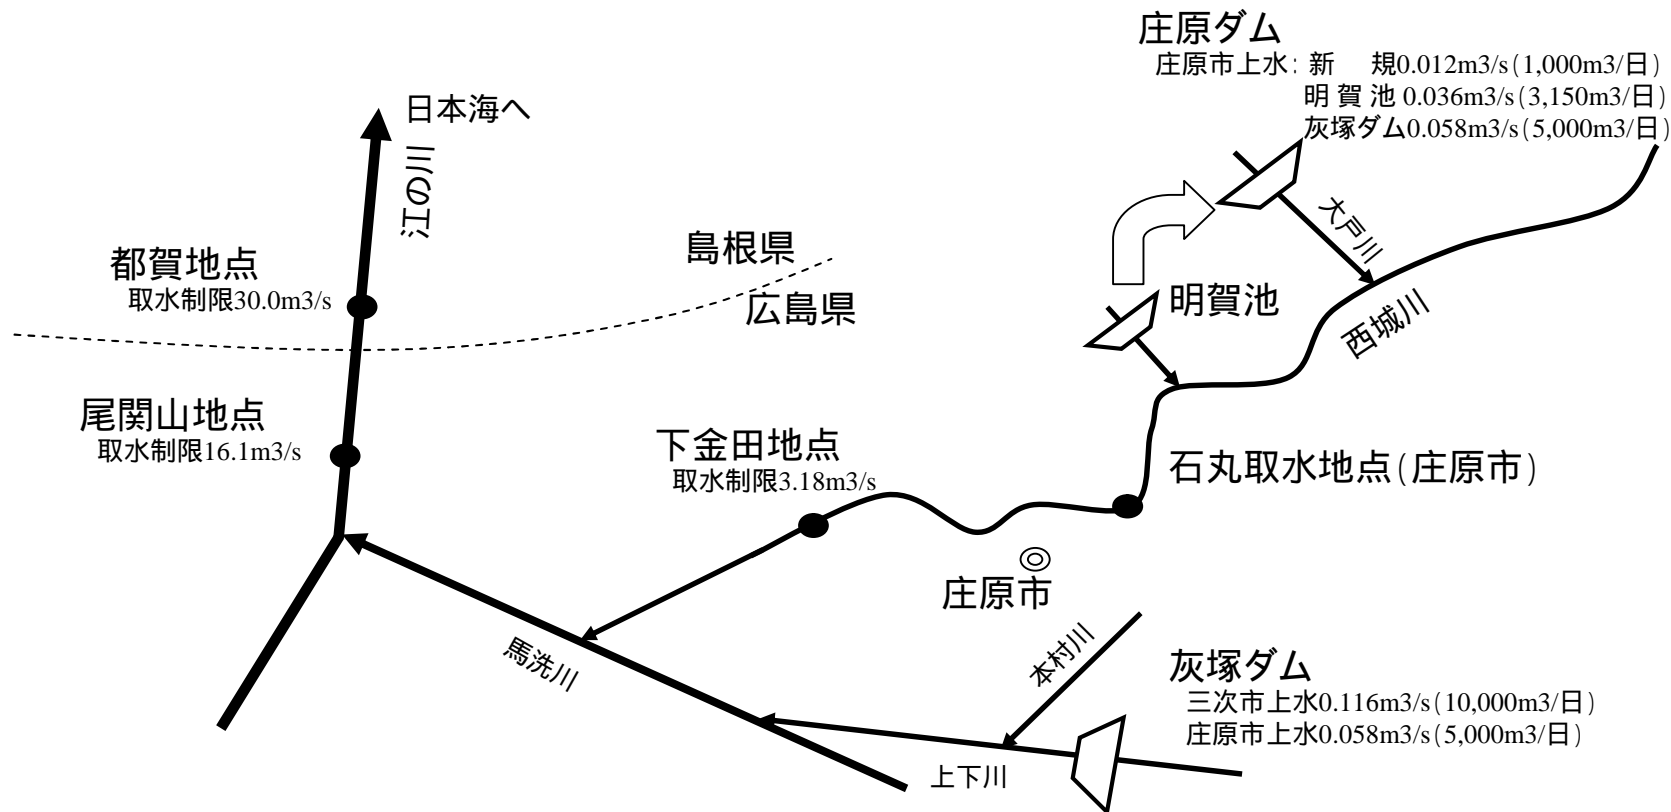 庄原ダム
庄原市上水：新　規0.012m3/s(1,000m3/日)
明 賀 池 0.036m3/s(3,150m3/日)
灰塚ダム0.058m3/s(5,000m3/日)
日本海へ
江の川
大戸川
島根県
都賀地点
取水制限30.0m3/s
広島県
明賀池
西城川
尾関山地点
取水制限16.1m3/s
下金田地点
取水制限3.18m3/s
石丸取水地点(庄原市)
庄原市
馬洗川
本村川
灰塚ダム
三次市上水0.116m3/s(10,000m3/日)
庄原市上水0.058m3/s(5,000m3/日)
上下川